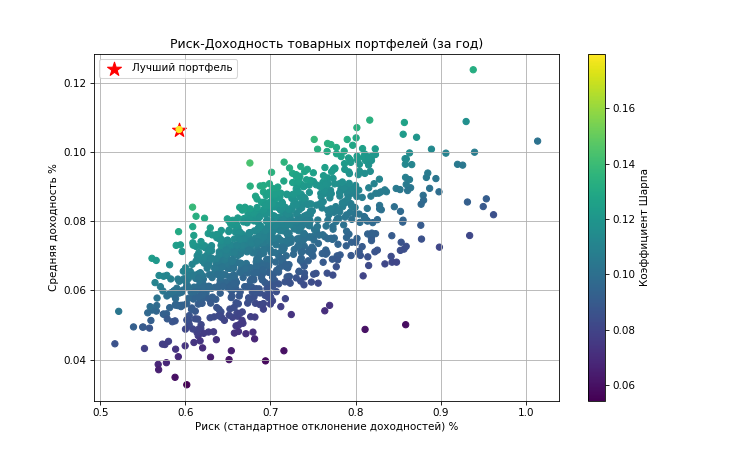 Риск-Доходность товарных портфелей (за год)
Лучший портфель
Средняя доходность %
0.12
0.10
0.08
0.06
0.04
0.5 0.6 0.7 0.8 0.9 1.0
Риск (стандартное отклонение доходностей) %
0.16
0.14
0.12
0.10
0.08
0.06
Коэффициент Шарпа